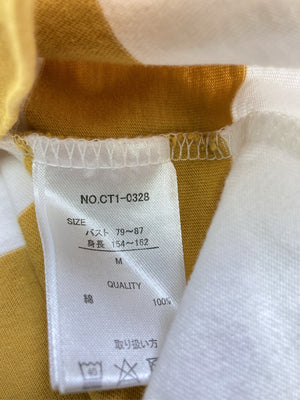 NO.CT1-0328
SIZE
バスト 79〜87
身長 154〜162
M
QUALITY
綿 100%
取り扱い方